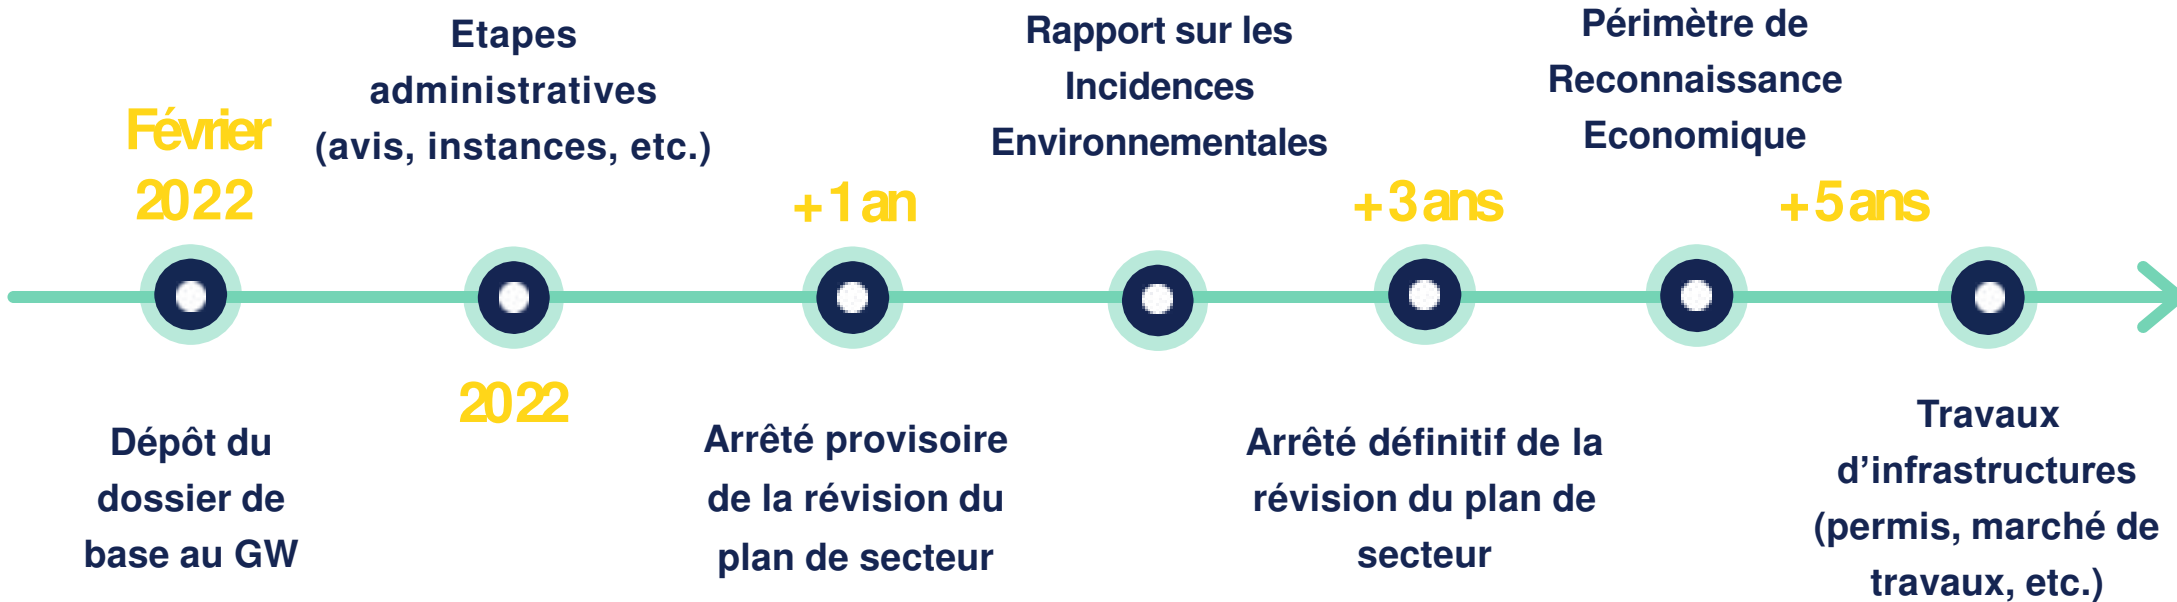 Février
2022
Dépôt du
dossier de
base au GW
Etapes
administratives
(avis, instances, etc.)
2022
+1 an
Arrêté provisoire
de la révision du
plan de secteur
Rapport sur les
Incidences
Environnementales
+3 ans
Arrêté définitif de la
révision du plan de
secteur
Périmètre de
Reconnaissance
Economique
+5 ans
Travaux
d’infrastructures
(permis, marché de
travaux, etc.)